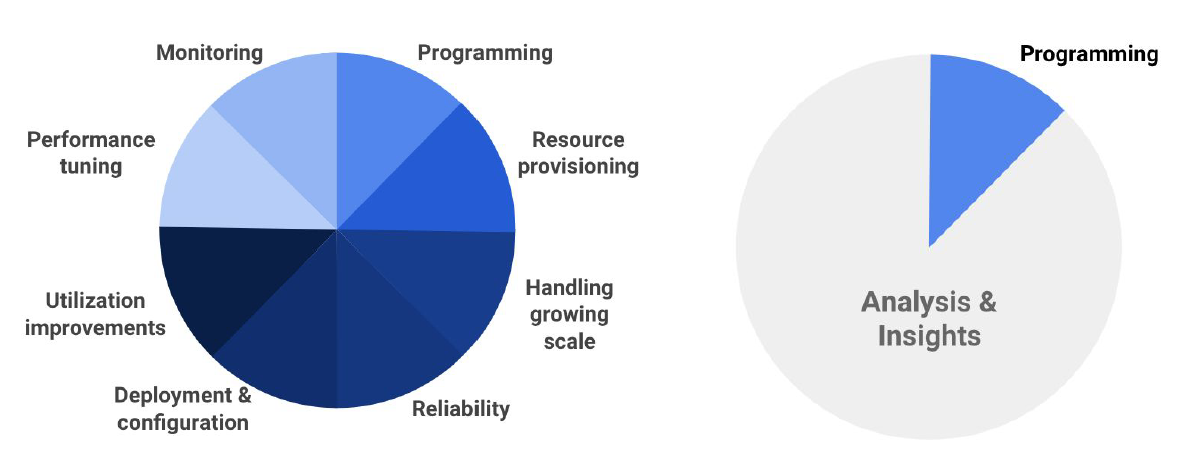 Monitoring
Programming
Performance
tuning
Resource
provisioning
Utilization
improvements
Handling
growing
scale
Deployment &
configuration
Reliability
Programming
Analysis &
Insights